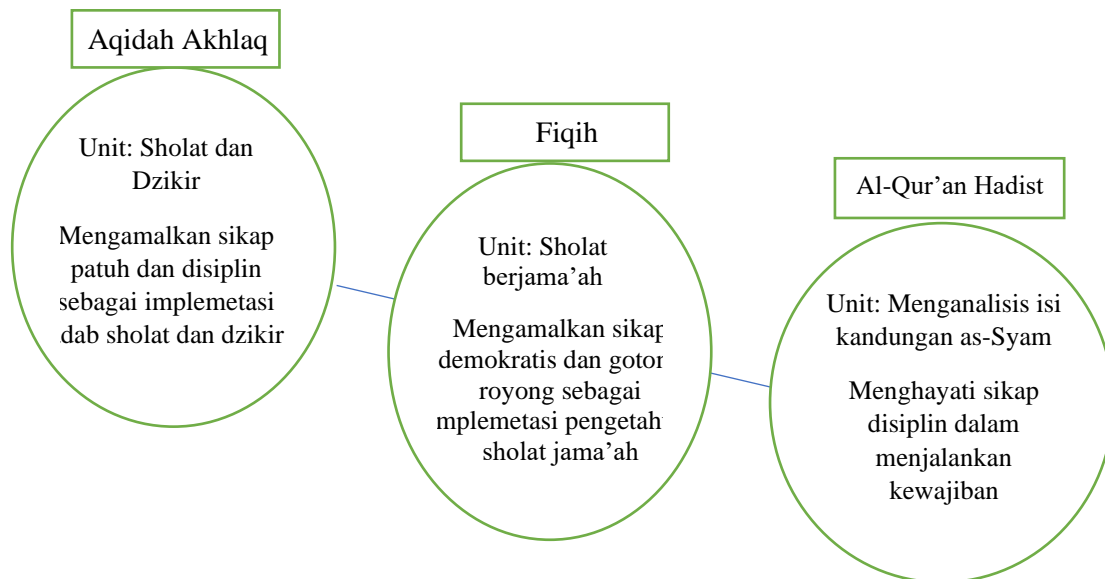 Aqidah Akhlaq
Unit: Sholat dan
Dzikir
Mengamalkan sikap
patuh dan disiplin
sebagai implemetasi
dab sholat dan dzikir
Fiqih
Unit: Sholat
berjama’ah
Mengamalkan sikap
demokratis dan goton
royong sebagai
mplemetasi pengetah
sholat jama’ah
Al-Qur’an Hadist
Unit: Menganalisis isi
kandungan as-Syam
Menghayati sikap
disiplin dalam
menjalankan
kewajiban